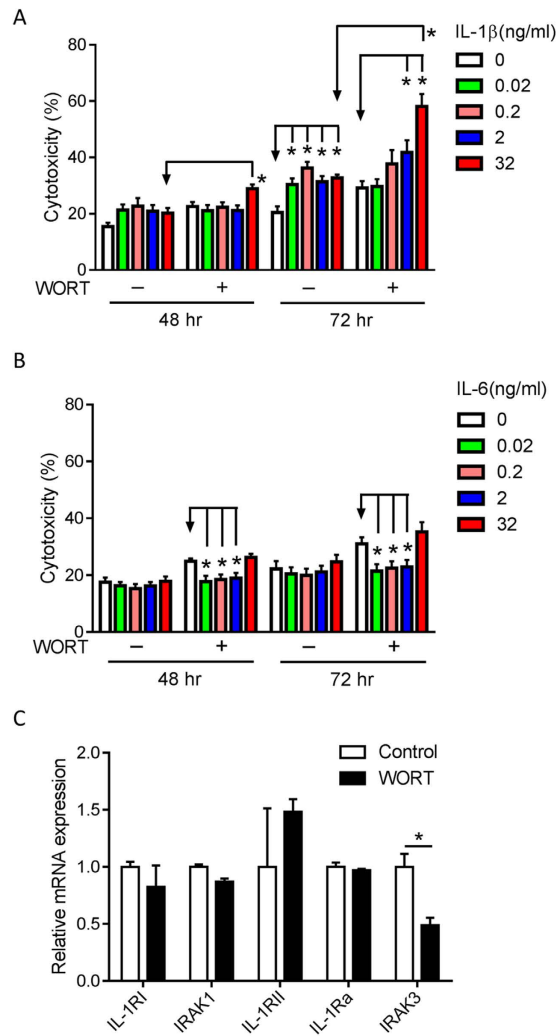 A
IL-1β(ng/ml)
0
0.02
0.2
2
32
Cytotoxicity (%)
80
60
40
20
0
*
* *
* * * *
*
WORT – + – +
48 hr 72 hr
B
IL-6(ng/ml)
0
0.02
0.2
2
32
Cytotoxicity (%)
80
60
40
20
0
* * * * * *
WORT – + – +
48 hr 72 hr
C
Control
WORT
Relative mRNA expression
2.0
1.5
1.0
0.5
0.0
*
IL-1RI IRAK1 IL-1RII IL-1Ra IRAK3